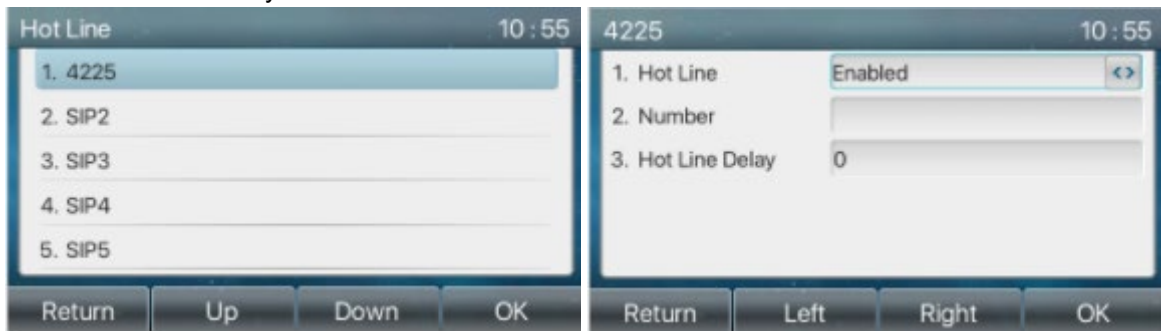 Hot Line 10 : 55
1. 4225
2. SIP2
3. SIP3
4. SIP4
5. SIP5
Return Up Down OK
4225 10 : 55
1. Hot Line Enabled <>
2. Number
3. Hot Line Delay 0
Return Left Right OK